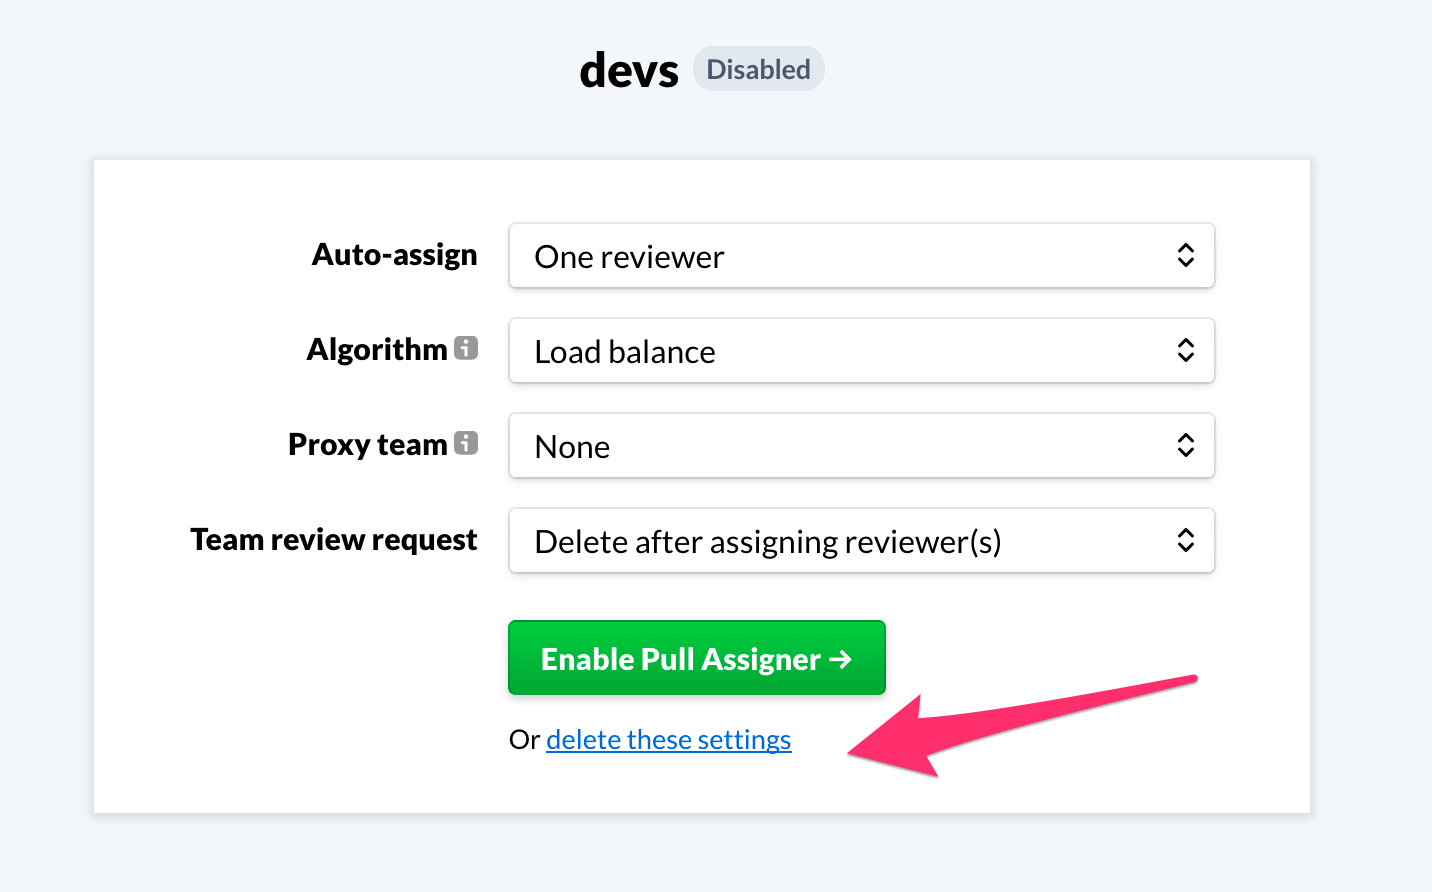 devs Disabled
Auto-assign One reviewer
Algorithm i Load balance
Proxy team i None
Team review request Delete after assigning reviewer(s)
Enable Pull Assigner →
Or delete these settings